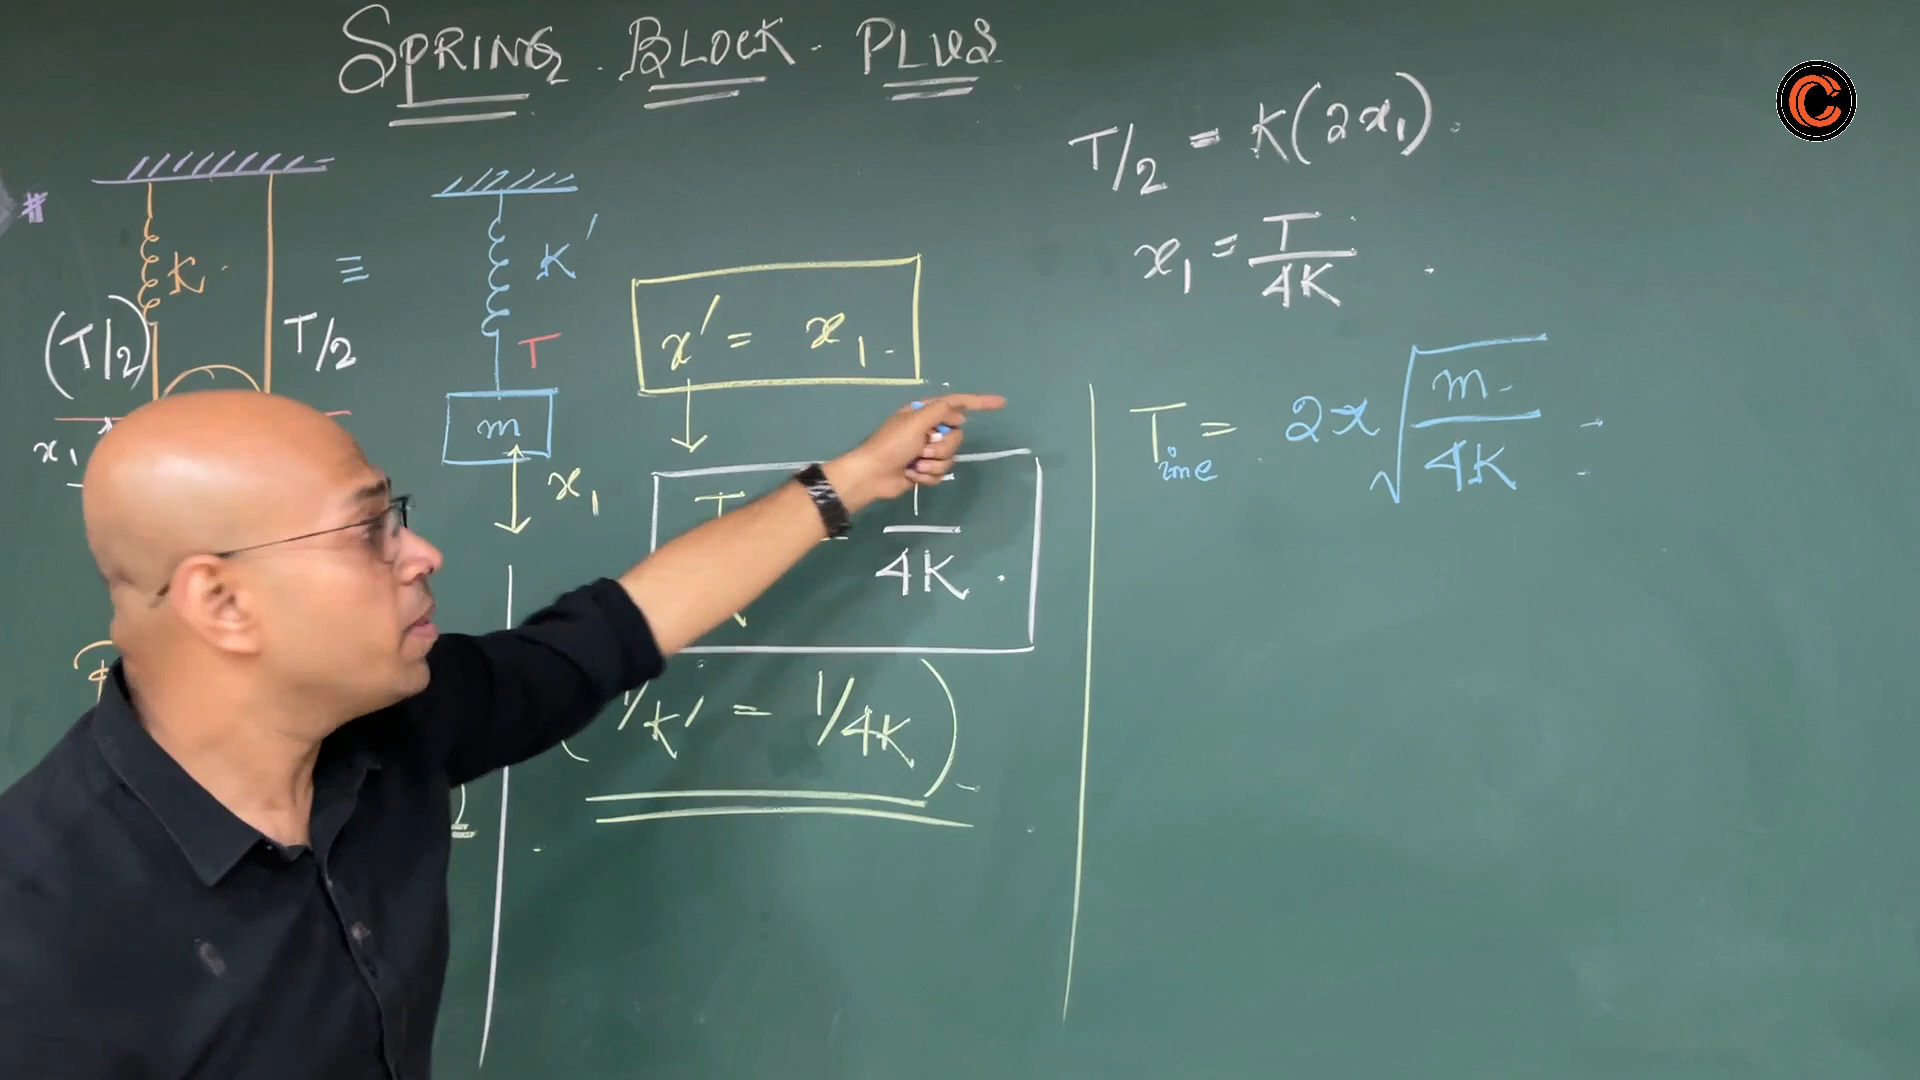 SPRING. BLOCK. PLUS
T/2 = K(2x₁).
x₁ = T/4K
# K
≡
K′
(T/2) T/2
T
m
x₁
x₁
x′ = x₁.
T = T/4K.
(1/K′ = 1/4K)
Time = 2π√(m/4K)